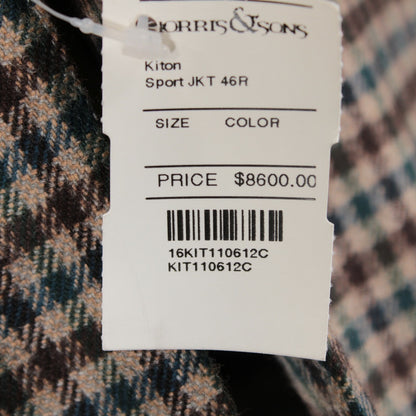 MORRIS & SONS
Kiton
Sport JKT 46R
SIZE COLOR
PRICE $8600.00
16KIT110612C
KIT110612C